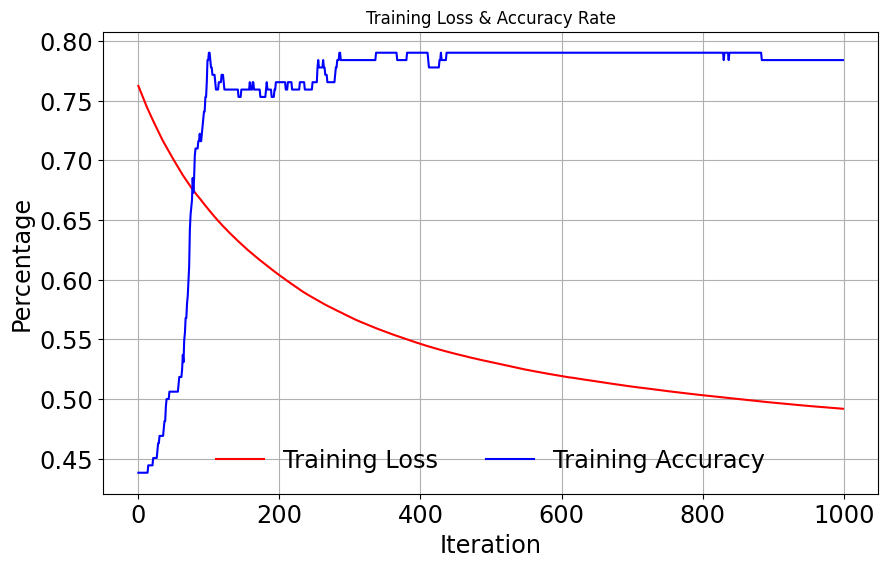 Training Loss & Accuracy Rate
0.80
0.75
0.70
0.65
0.60
0.55
0.50
0.45
Percentage
Training Loss
Training Accuracy
0 200 400 600 800 1000
Iteration